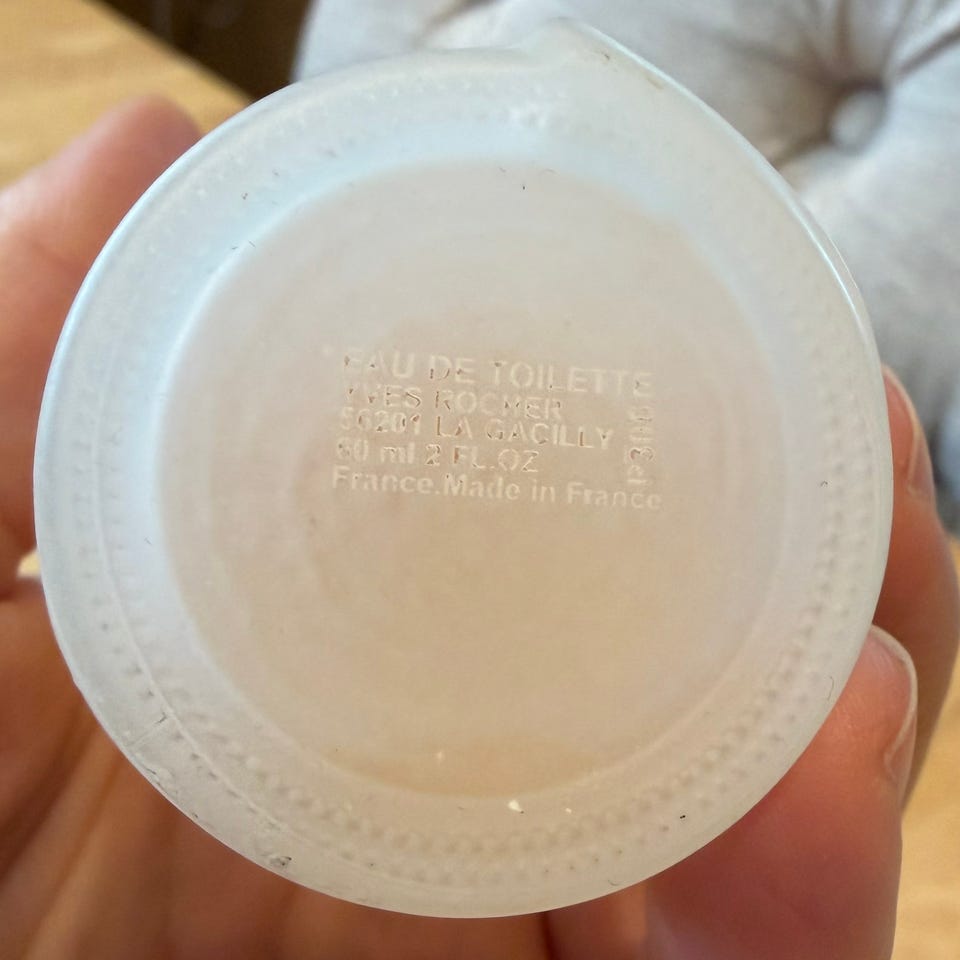 EAU DE TOILETTE
YVES ROCHER
56201 LA GACILLY
60 ml 2 FL.OZ
France.Made in France